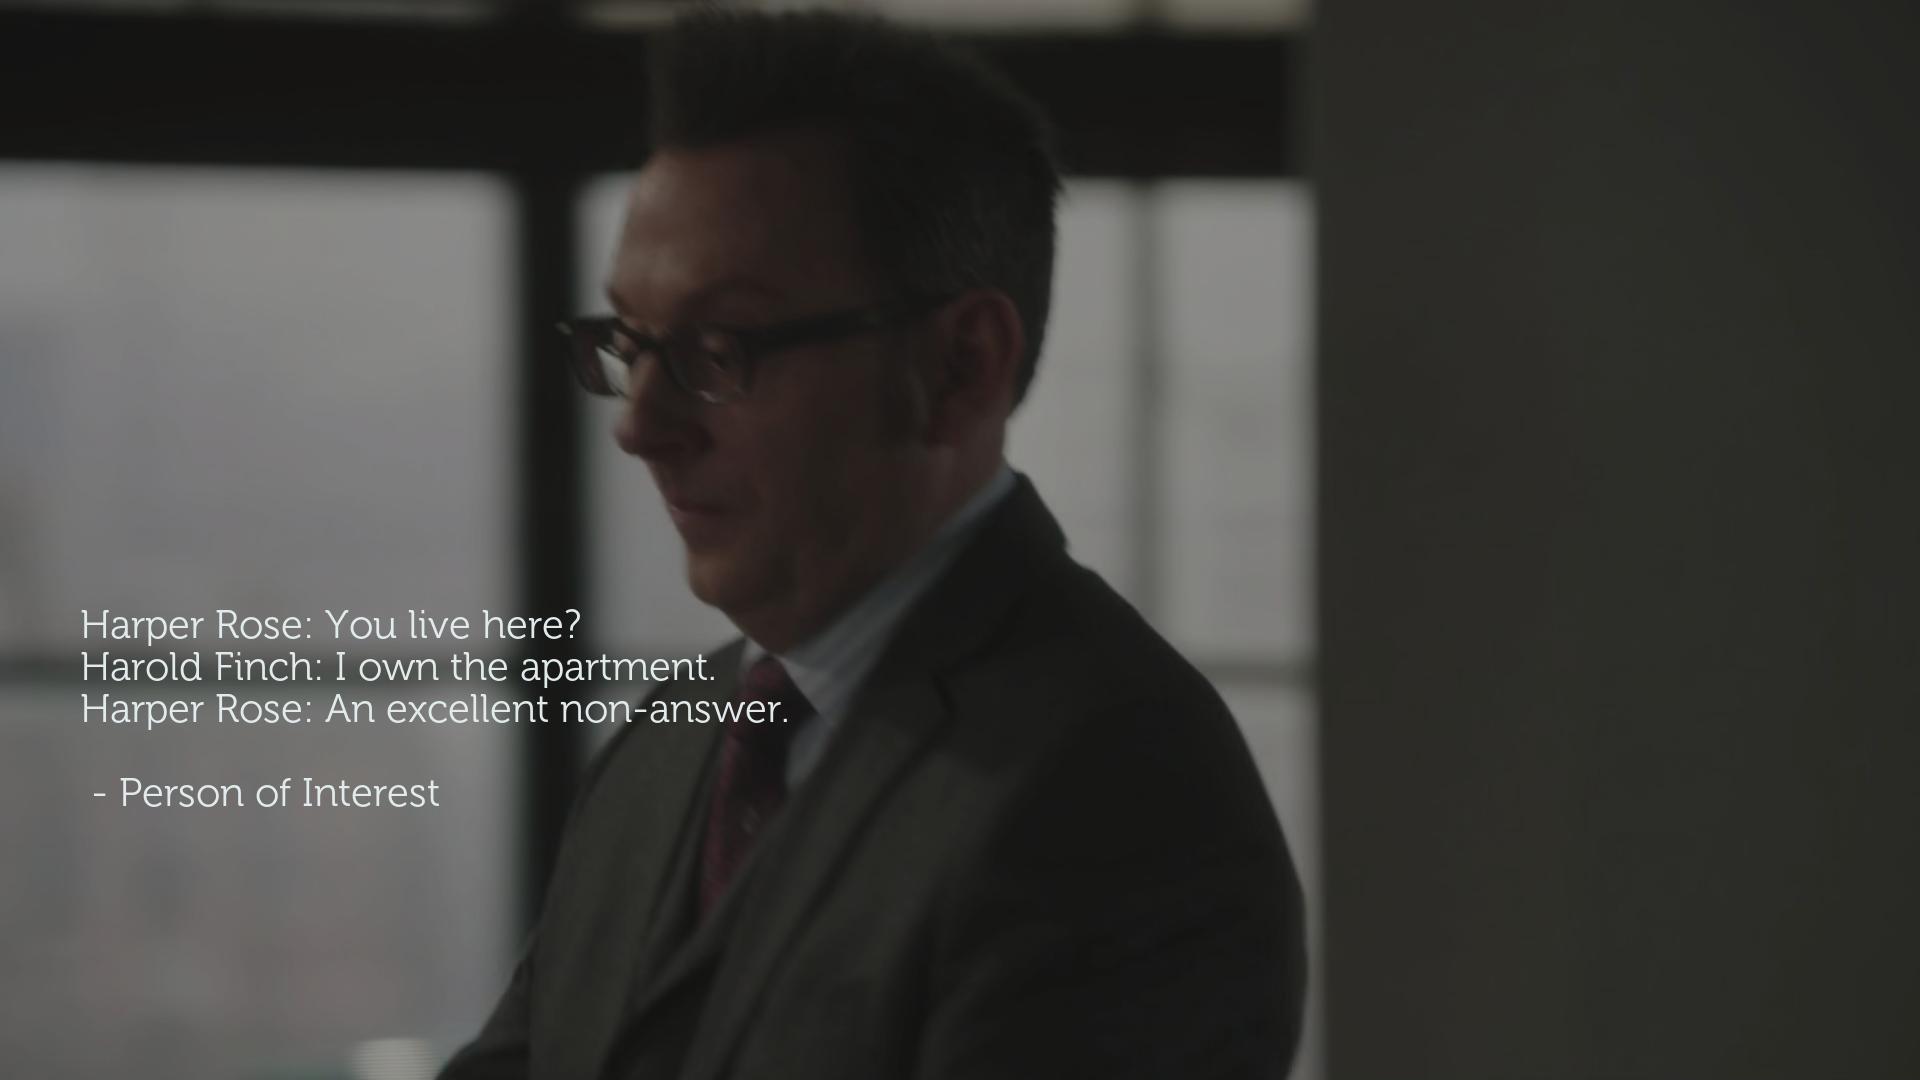 Harper Rose: You live here?
Harold Finch: I own the apartment.
Harper Rose: An excellent non-answer.
- Person of Interest